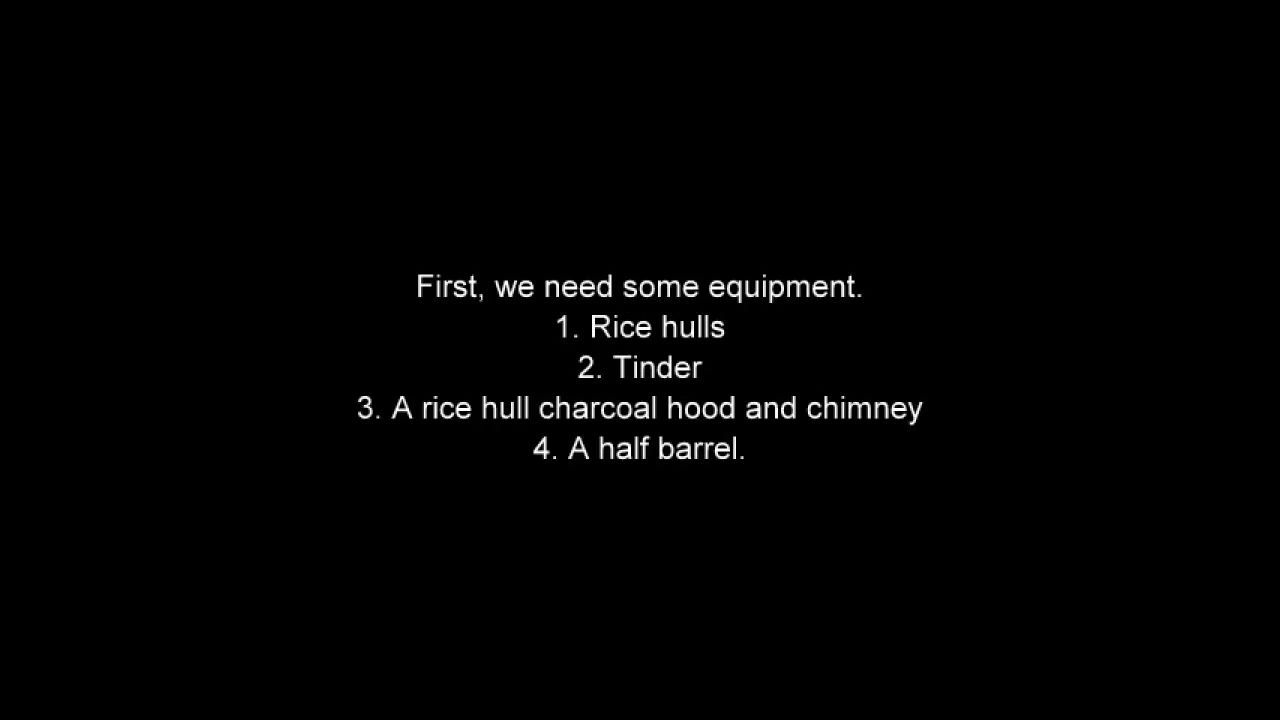 First, we need some equipment.
1. Rice hulls
2. Tinder
3. A rice hull charcoal hood and chimney
4. A half barrel.